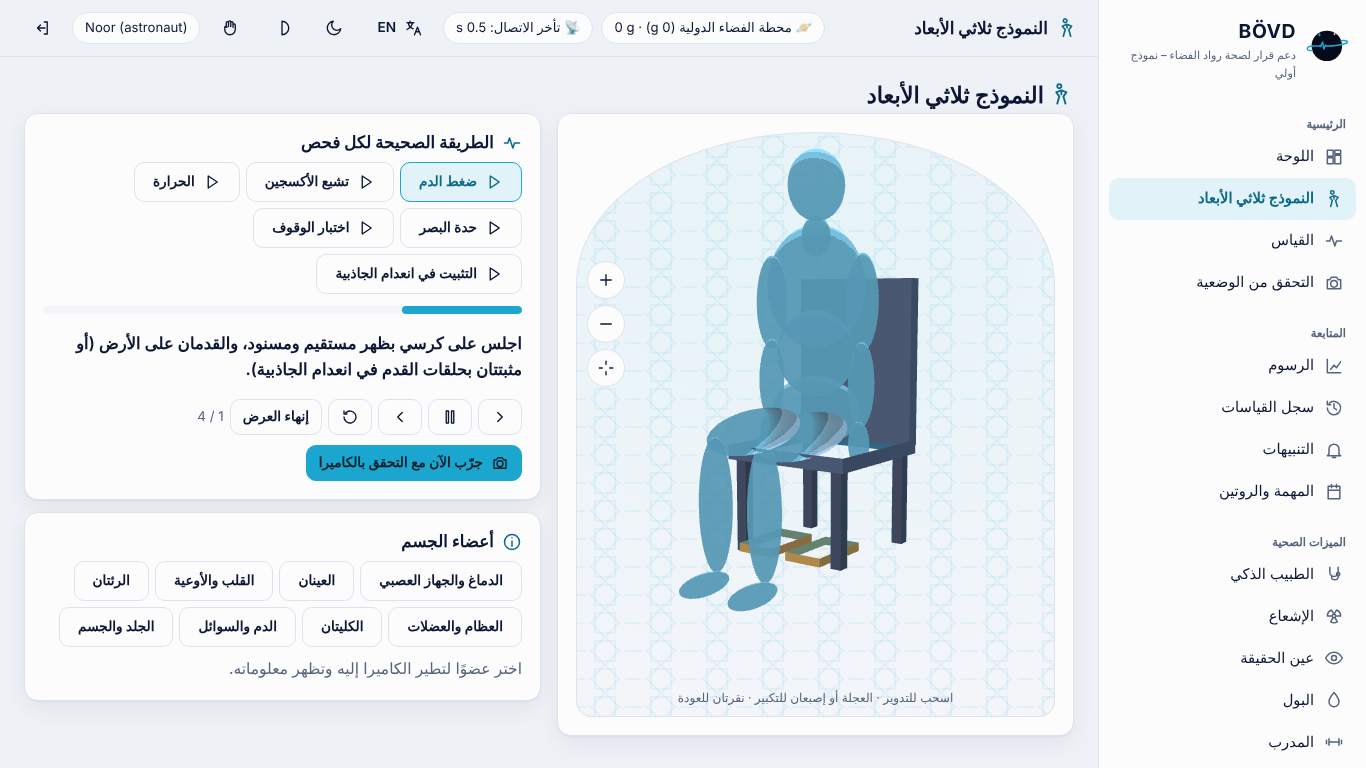 BÖVD
دعم قرار لصحة رواد الفضاء – نموذج
أولي
الرئيسية
اللوحة
النموذج ثلاثي الأبعاد
القياس
التحقق من الوضعية
المتابعة
الرسوم
سجل القياسات
التنبيهات
المهمة والروتين
الميزات الصحية
الطبيب الذكي
الإشعاع
عين الحقيقة
البول
المدرب
النموذج ثلاثي الأبعاد
🪐 محطة الفضاء الدولية (0 g) · 0 g
📡 تأخر الاتصال: 0.5 s
EN
Noor (astronaut)
النموذج ثلاثي الأبعاد
اسحب للتدوير · العجلة أو إصبعان للتكبير · نقرتان للعودة
الطريقة الصحيحة لكل فحص
ضغط الدم
تشبع الأكسجين
الحرارة
حدة البصر
اختبار الوقوف
التثبيت في انعدام الجاذبية
اجلس على كرسي بظهر مستقيم ومسنود، والقدمان على الأرض (أو
مثبتتان بحلقات القدم في انعدام الجاذبية).
إنهاء العرض
1 / 4
جرّب الآن مع التحقق بالكاميرا
أعضاء الجسم
الدماغ والجهاز العصبي
العينان
القلب والأوعية
الرئتان
العظام والعضلات
الكليتان
الدم والسوائل
الجلد والجسم
اختر عضوًا لتطير الكاميرا إليه وتظهر معلوماته.